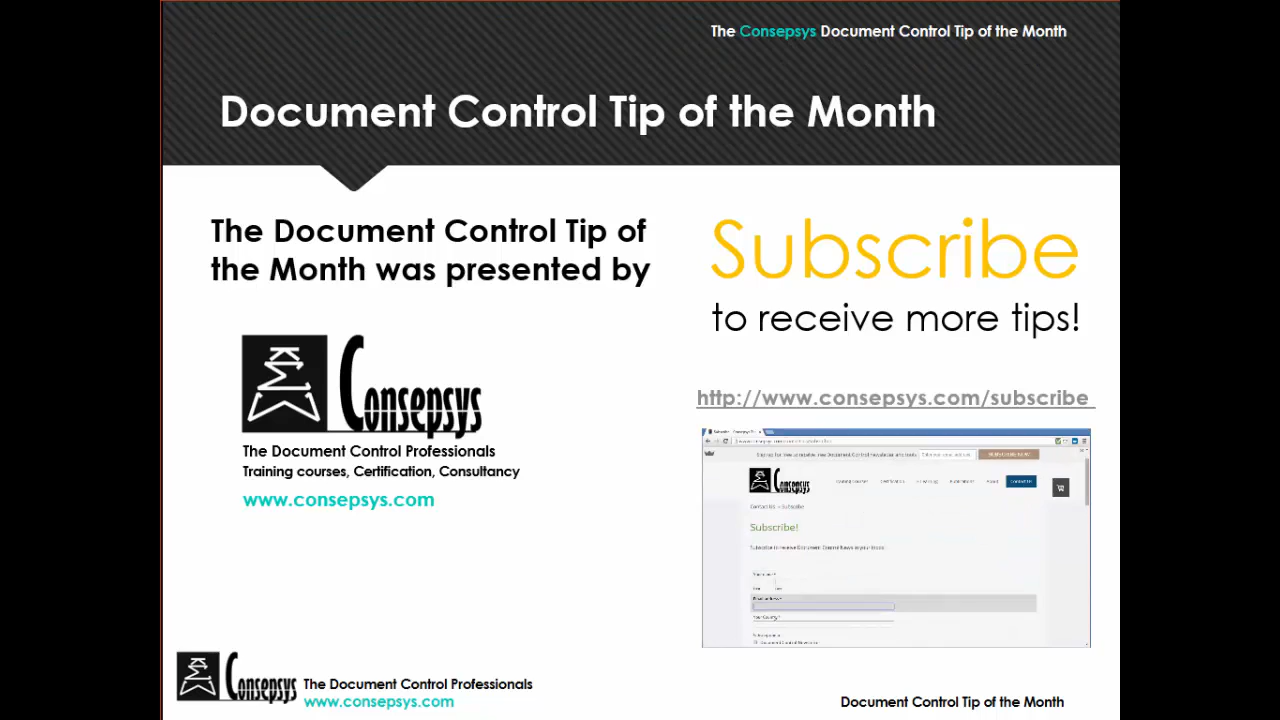 The Consepsys Document Control Tip of the Month
Document Control Tip of the Month
The Document Control Tip of
the Month was presented by
Consepsys
The Document Control Professionals
Training courses, Certification, Consultancy
www.consepsys.com
Subscribe
to receive more tips!
http://www.consepsys.com/subscribe
Consepsys
Contact Us
Subscribe!
Consepsys
The Document Control Professionals
www.consepsys.com
Document Control Tip of the Month